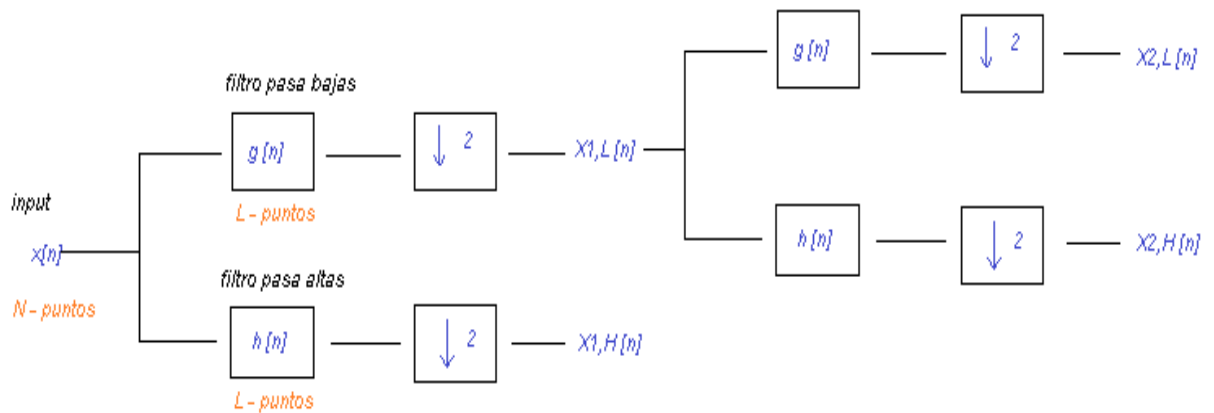 g[n]
2
X2,L[n]
filtro pasa bajas
g[n]
2
X1,L[n]
L - puntos
input
x[n]
N - puntos
h[n]
2
X2,H[n]
filtro pasa altas
h[n]
2
X1,H[n]
L - puntos